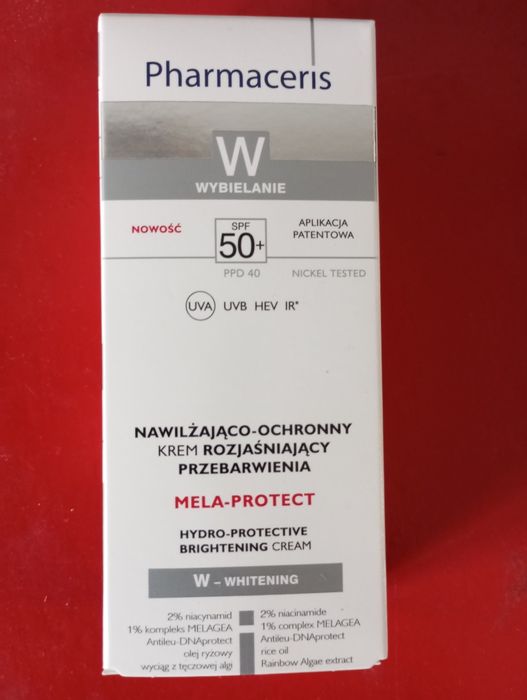 Pharmaceris
W
WYBIELANIE
NOWOŚĆ
SPF
50+
APLIKACJA
PATENTOWA
PPD 40
NICKEL TESTED
UVA UVB HEV IR*
NAWILŻAJĄCO-OCHRONNY
KREM ROZJAŚNIAJĄCY
PRZEBARWIENIA
MELA-PROTECT
HYDRO-PROTECTIVE
BRIGHTENING CREAM
W – WHITENING
2% niacynamid
1% kompleks MELAGEA
Antileu-DNAprotect
olej ryżowy
wyciąg z tęczowej algi
2% niacinamide
1% complex MELAGEA
Antileu-DNAprotect
rice oil
Rainbow Algae extract